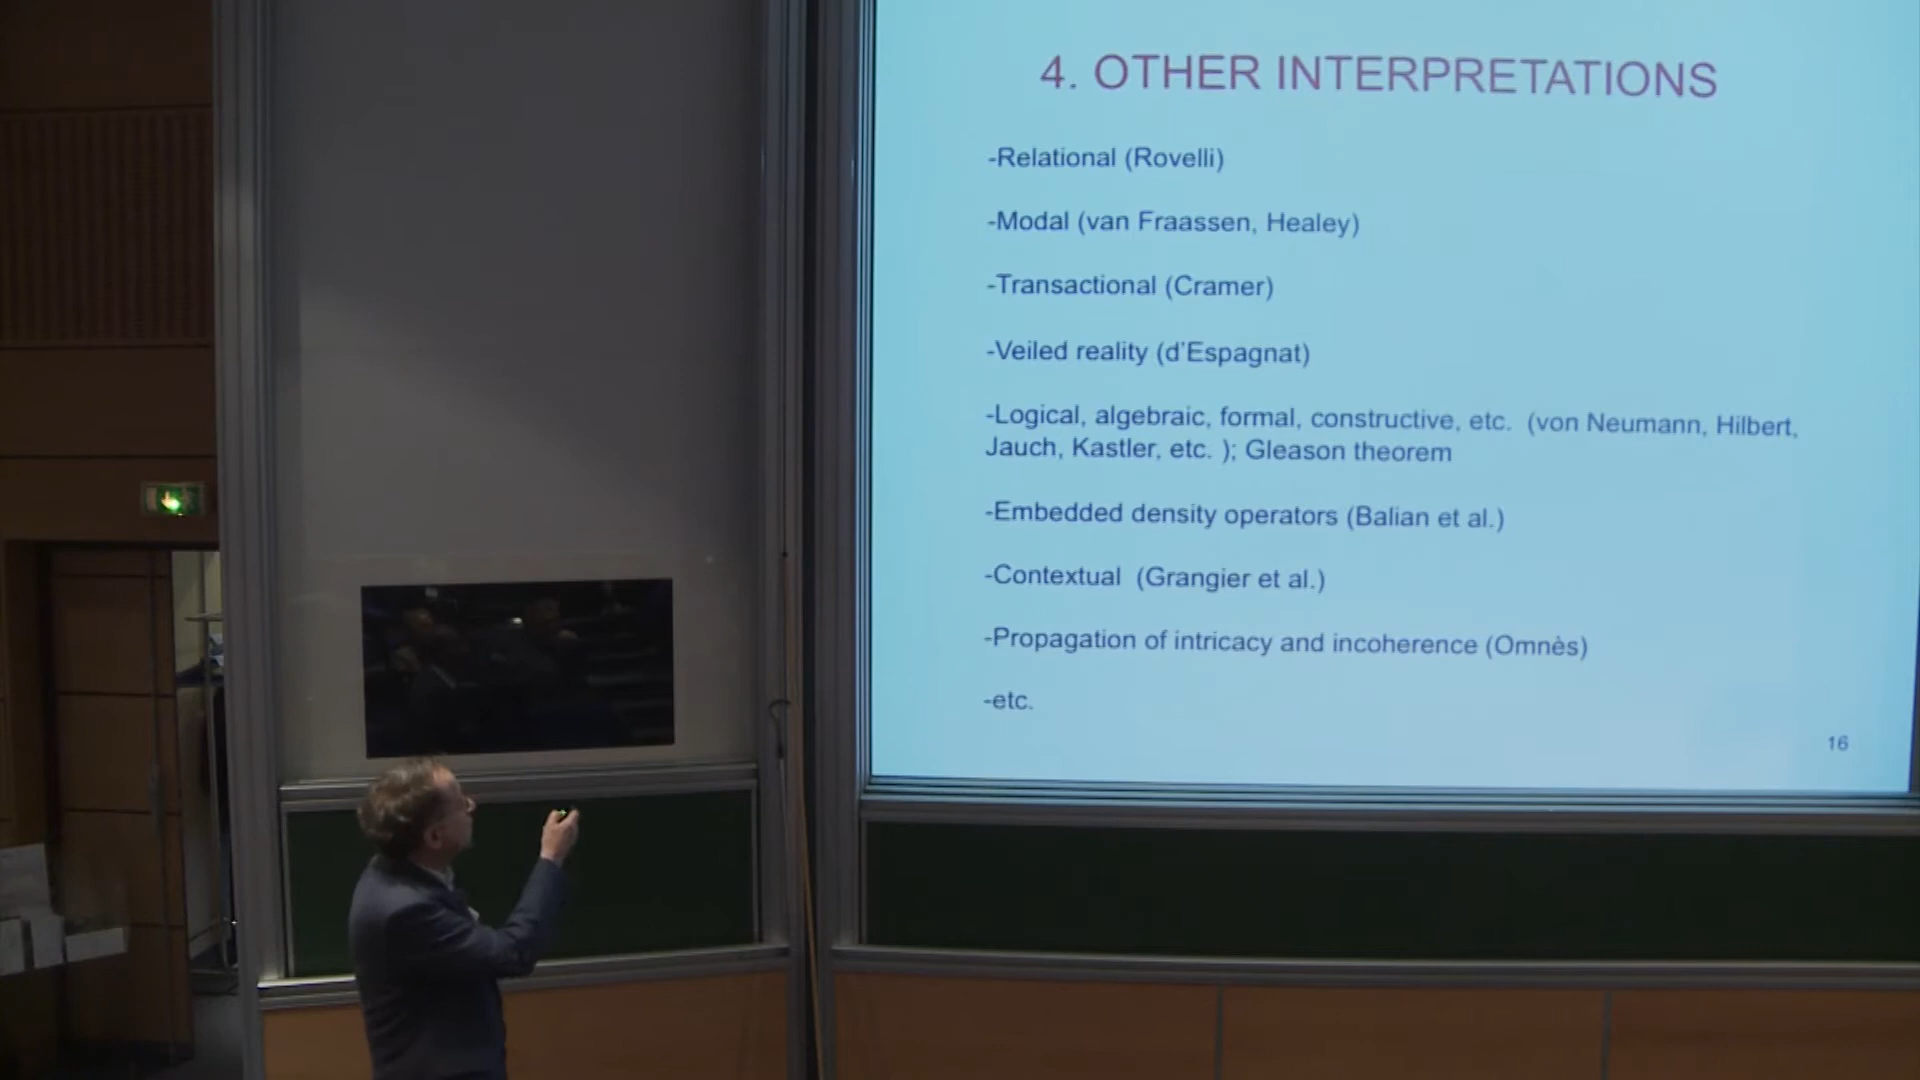 4. OTHER INTERPRETATIONS
-Relational (Rovelli)
-Modal (van Fraassen, Healey)
-Transactional (Cramer)
-Veiled reality (d'Espagnat)
-Logical, algebraic, formal, constructive, etc. (von Neumann, Hilbert,
Jauch, Kastler, etc. ); Gleason theorem
-Embedded density operators (Balian et al.)
-Contextual (Grangier et al.)
-Propagation of intricacy and incoherence (Omnès)
-etc.
16